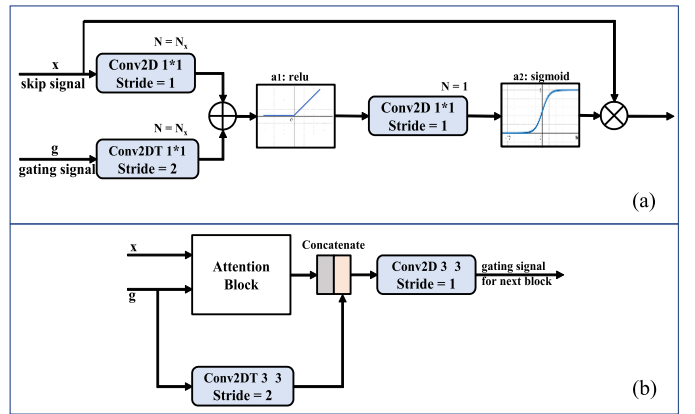 N = Nx
x
skip signal
Conv2D 1*1
Stride = 1
a1: relu
N = 1
a2: sigmoid
Conv2D 1*1
Stride = 1
N = Nx
g
gating signal
Conv2DT 1*1
Stride = 2
(a)
x
g
Attention
Block
Concatenate
Conv2D 3 3
Stride = 1
gating signal
for next block
Conv2DT 3 3
Stride = 2
(b)